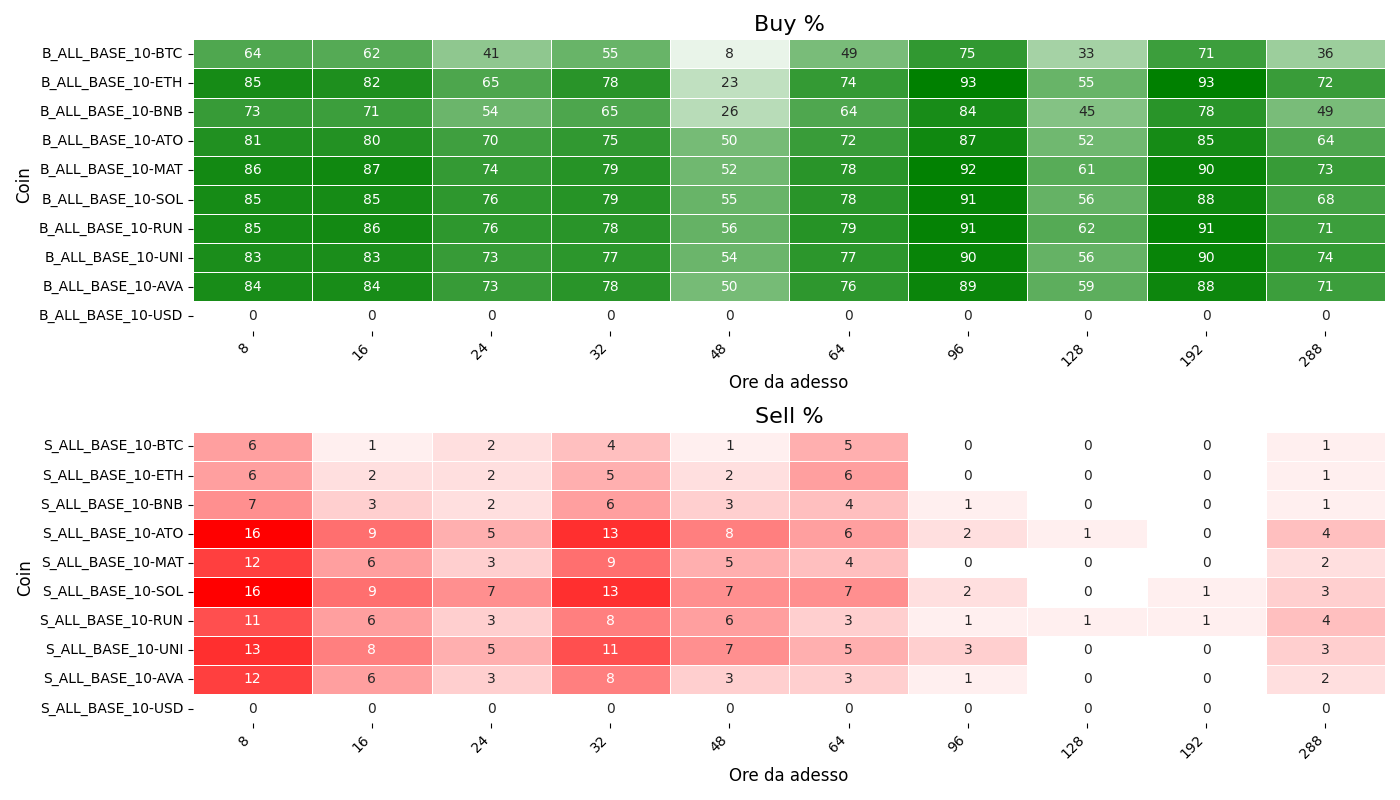 Buy %
Coin
B_ALL_BASE_10-BTC 64 62 41 55 8 49 75 33 71 36
B_ALL_BASE_10-ETH 85 82 65 78 23 74 93 55 93 72
B_ALL_BASE_10-BNB 73 71 54 65 26 64 84 45 78 49
B_ALL_BASE_10-ATO 81 80 70 75 50 72 87 52 85 64
B_ALL_BASE_10-MAT 86 87 74 79 52 78 92 61 90 73
B_ALL_BASE_10-SOL 85 85 76 79 55 78 91 56 88 68
B_ALL_BASE_10-RUN 85 86 76 78 56 79 91 62 91 71
B_ALL_BASE_10-UNI 83 83 73 77 54 77 90 56 90 74
B_ALL_BASE_10-AVA 84 84 73 78 50 76 89 59 88 71
B_ALL_BASE_10-USD 0 0 0 0 0 0 0 0 0 0
8 16 24 32 48 64 96 128 192 288
Ore da adesso
Sell %
Coin
S_ALL_BASE_10-BTC 6 1 2 4 1 5 0 0 0 1
S_ALL_BASE_10-ETH 6 2 2 5 2 6 0 0 0 1
S_ALL_BASE_10-BNB 7 3 2 6 3 4 1 0 0 1
S_ALL_BASE_10-ATO 16 9 5 13 8 6 2 1 0 4
S_ALL_BASE_10-MAT 12 6 3 9 5 4 0 0 0 2
S_ALL_BASE_10-SOL 16 9 7 13 7 7 2 0 1 3
S_ALL_BASE_10-RUN 11 6 3 8 6 3 1 1 1 4
S_ALL_BASE_10-UNI 13 8 5 11 7 5 3 0 0 3
S_ALL_BASE_10-AVA 12 6 3 8 3 3 1 0 0 2
S_ALL_BASE_10-USD 0 0 0 0 0 0 0 0 0 0
8 16 24 32 48 64 96 128 192 288
Ore da adesso